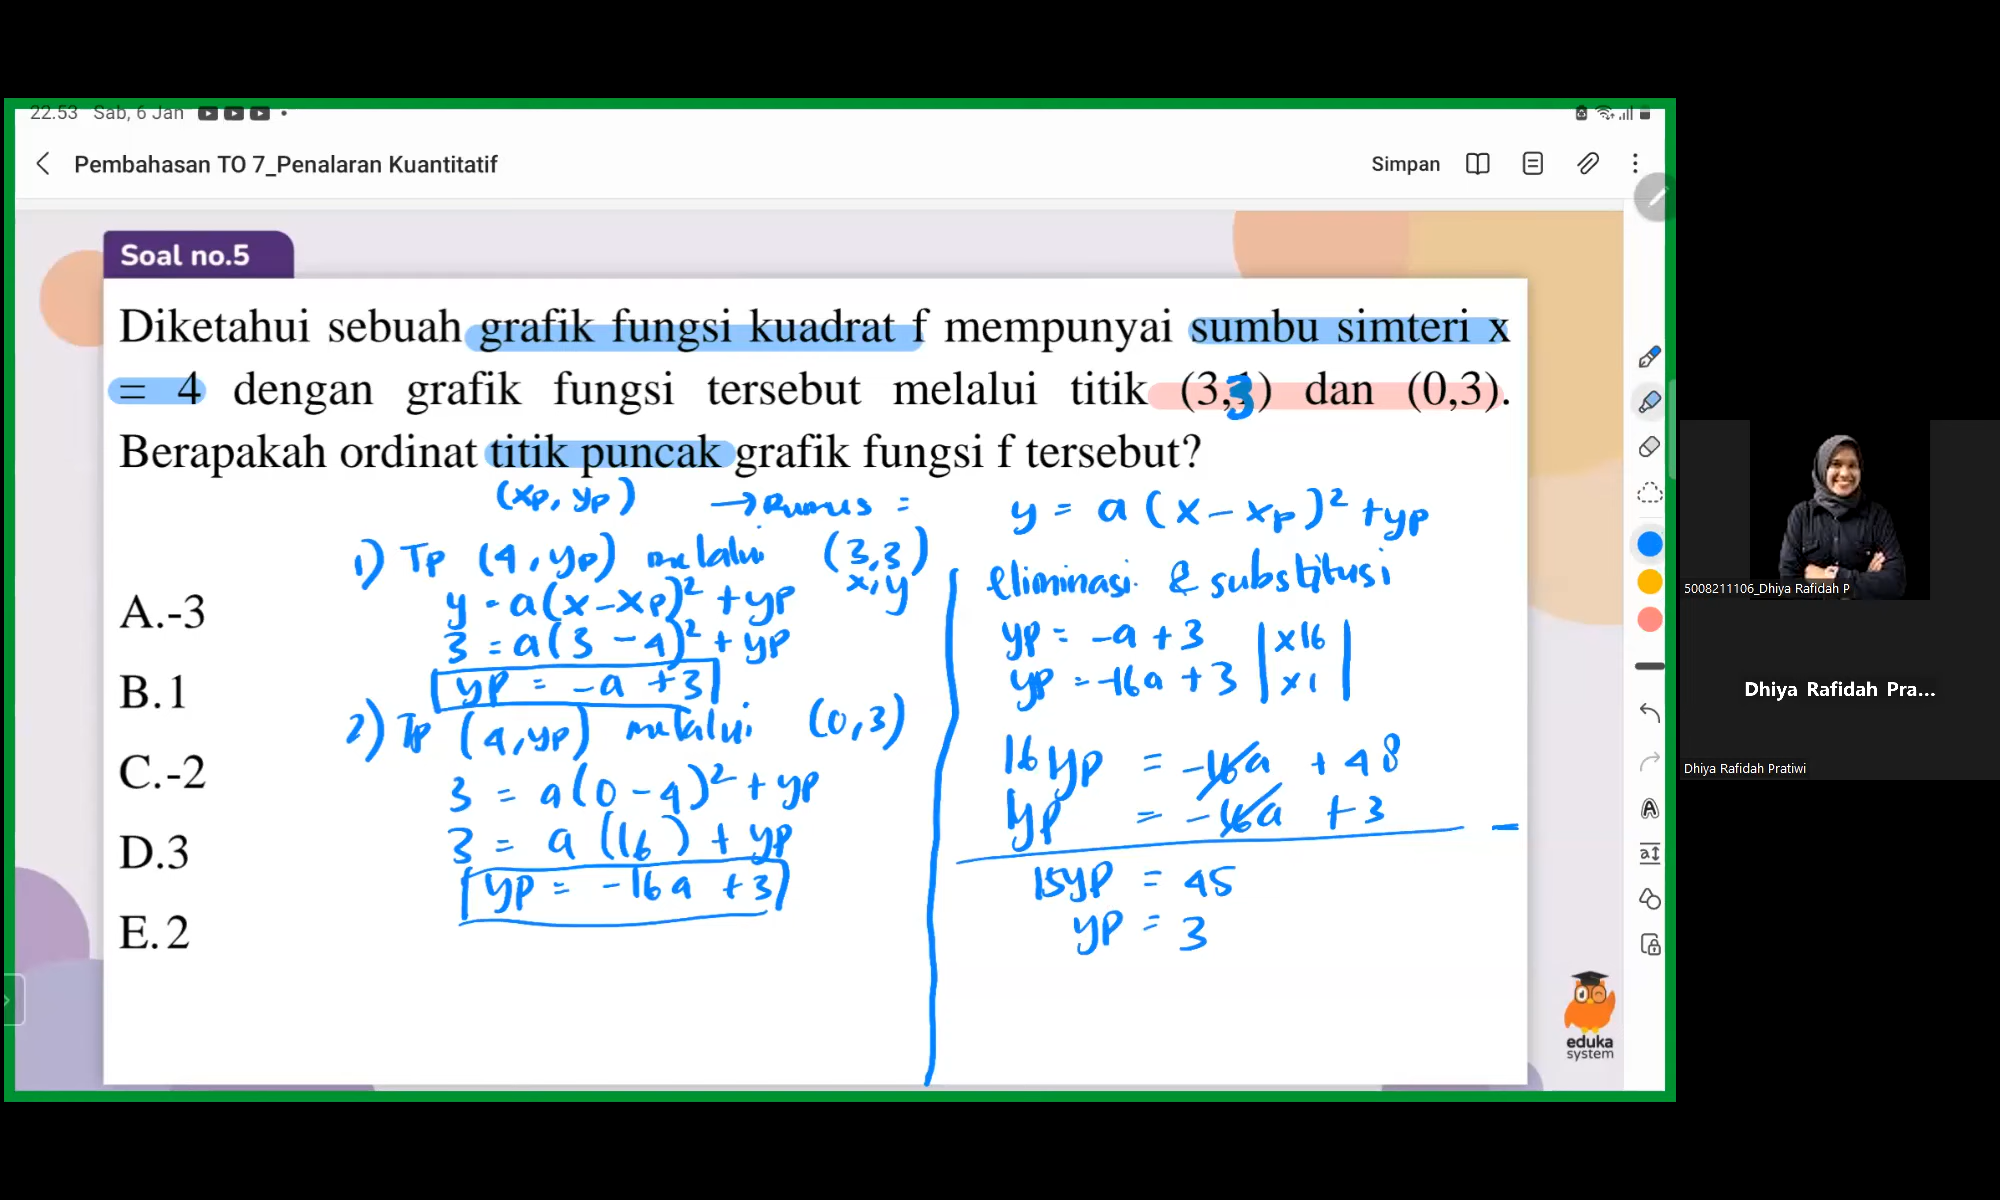 22.53 Sab, 6 Jan
Pembahasan TO 7_Penalaran Kuantitatif
Simpan
Soal no.5
Diketahui sebuah grafik fungsi kuadrat f mempunyai sumbu simteri x
= 4 dengan grafik fungsi tersebut melalui titik (3,3) dan (0,3).
Berapakah ordinat titik puncak grafik fungsi f tersebut?
(xp, yp) → Rumus = y = a(x-xp)² + yp
A.-3
B.1
C.-2
D.3
E.2
1) Tp (4, yp) melalui (3,3)
x,y
y = a(x-xp)² + yp
3 = a(3-4)² + yp
yp = -a +3
2) Tp (4,yp) melalui (0,3)
3 = a(0-4)² + yp
3 = a (16) + yp
yp = -16a +3
eliminasi & substitusi
yp = -a + 3 | x16 |
yp = -16a + 3 | x1 |
16yp = -16a + 48
yp = -16a + 3 -
15yp = 45
yp = 3
eduka
system
5008211106_Dhiya Rafidah P
Dhiya Rafidah Pra...
Dhiya Rafidah Pratiwi